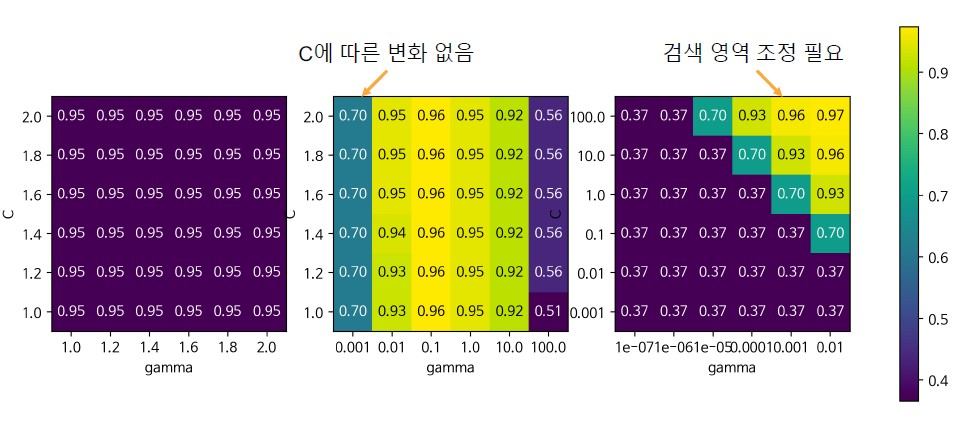 C에 따른 변화 없음
검색 영역 조정 필요
2.0 0.95 0.95 0.95 0.95 0.95 0.95
1.8 0.95 0.95 0.95 0.95 0.95 0.95
1.6 0.95 0.95 0.95 0.95 0.95 0.95
1.4 0.95 0.95 0.95 0.95 0.95 0.95
1.2 0.95 0.95 0.95 0.95 0.95 0.95
1.0 0.95 0.95 0.95 0.95 0.95 0.95
C
1.0 1.2 1.4 1.6 1.8 2.0
gamma
2.0 0.70 0.95 0.96 0.95 0.92 0.56
1.8 0.70 0.95 0.96 0.95 0.92 0.56
1.6 0.70 0.95 0.96 0.95 0.92 0.56
1.4 0.70 0.94 0.96 0.95 0.92 0.56
1.2 0.70 0.93 0.96 0.95 0.92 0.56
1.0 0.70 0.93 0.96 0.95 0.92 0.51
C
0.001 0.01 0.1 1.0 10.0 100.0
gamma
100.0 0.37 0.37 0.70 0.93 0.96 0.97
10.0 0.37 0.37 0.37 0.70 0.93 0.96
1.0 0.37 0.37 0.37 0.37 0.70 0.93
0.1 0.37 0.37 0.37 0.37 0.37 0.70
0.01 0.37 0.37 0.37 0.37 0.37 0.37
0.001 0.37 0.37 0.37 0.37 0.37 0.37
C
1e-07 1e-06 1e-05 0.0001 0.001 0.01
gamma
0.9
0.8
0.7
0.6
0.5
0.4